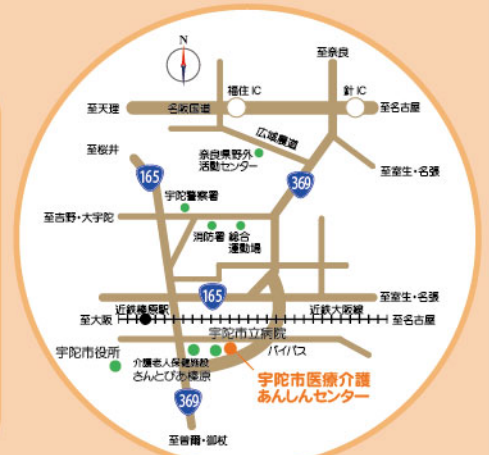 N
至奈良
福住IC
針IC
至天理
名阪国道
至名古屋
広域農道
至桜井
奈良県野外
活動センター
至室生・名張
165
369
宇陀警察署
至吉野・大宇陀
消防署
総合
運動場
165
至室生・名張
近鉄榛原駅
近鉄大阪線
至大阪
至名古屋
宇陀市立病院
宇陀市役所
介護老人保健施設
さんとぴあ榛原
バイパス
宇陀市医療介護
あんしんセンター
369
至曽爾・御杖